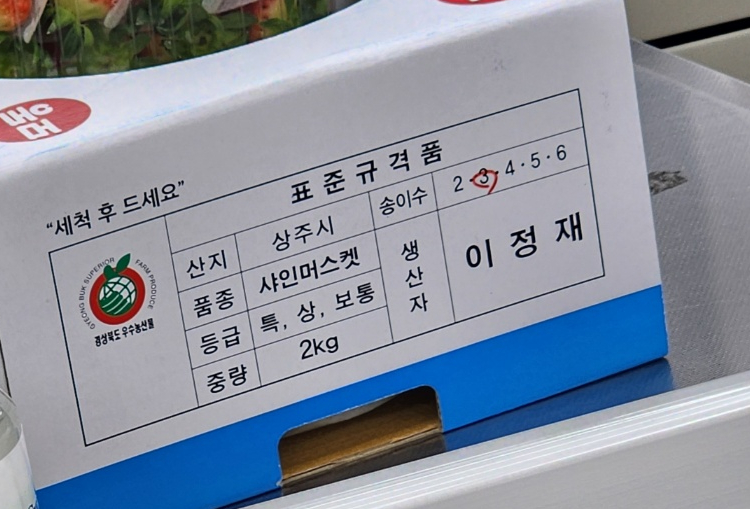 "세척 후 드세요"
표준규격품
산지 상주시 송이수 2·3·4·5·6
품종 샤인머스켓 생산자 이정재
등급 특, 상, 보통
중량 2kg
GYEONG BUK SUPERIOR FARM PRODUCE
경상북도 우수농산물